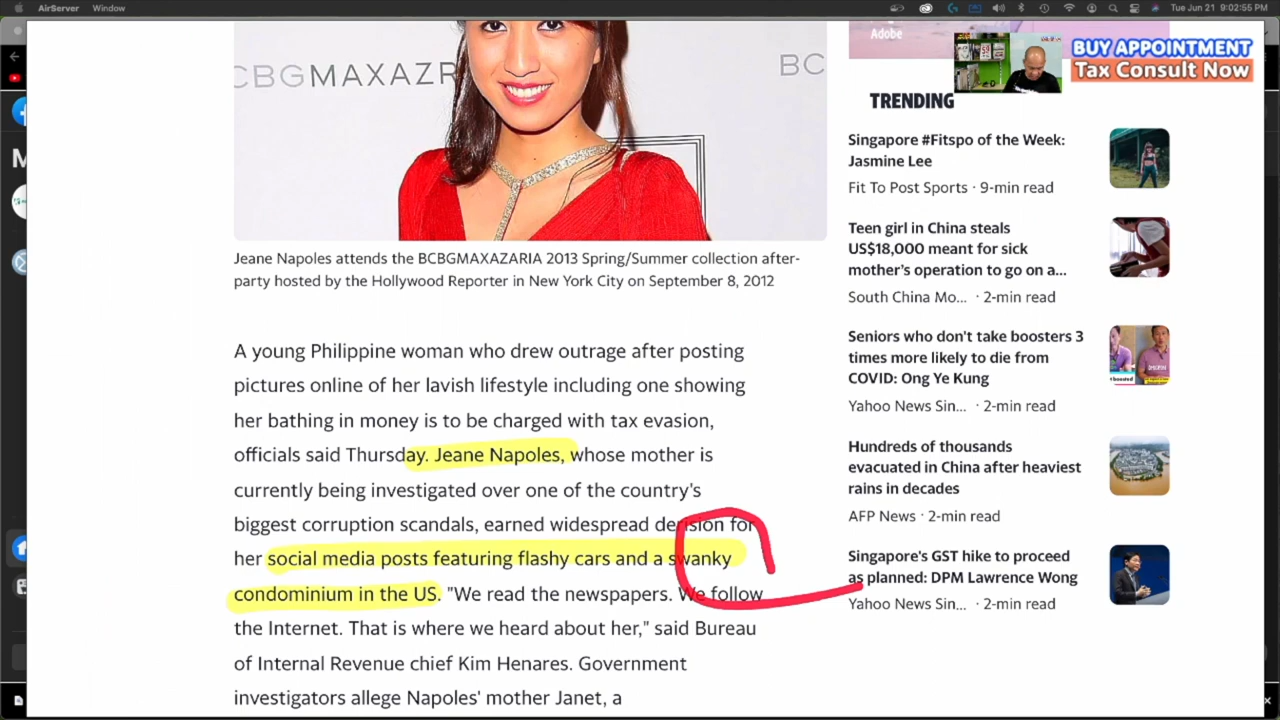 AirServer Window
Tue Jun 21 9:02:55 PM
Adobe
BUY APPOINTMENT
Tax Consult Now
CBGMAXAZR
BC
Jeane Napoles attends the BCBGMAXAZARIA 2013 Spring/Summer collection after-
party hosted by the Hollywood Reporter in New York City on September 8, 2012
A young Philippine woman who drew outrage after posting
pictures online of her lavish lifestyle including one showing
her bathing in money is to be charged with tax evasion,
officials said Thursday. Jeane Napoles, whose mother is
currently being investigated over one of the country's
biggest corruption scandals, earned widespread derision for
her social media posts featuring flashy cars and a swanky
condominium in the US. "We read the newspapers. We follow
the Internet. That is where we heard about her," said Bureau
of Internal Revenue chief Kim Henares. Government
investigators allege Napoles' mother Janet, a
TRENDING
Singapore #Fitspo of the Week:
Jasmine Lee
Fit To Post Sports · 9-min read
Teen girl in China steals
US$18,000 meant for sick
mother's operation to go on a...
South China Mo... · 2-min read
Seniors who don't take boosters 3
times more likely to die from
COVID: Ong Ye Kung
Yahoo News Sin... · 2-min read
Hundreds of thousands
evacuated in China after heaviest
rains in decades
AFP News · 2-min read
Singapore's GST hike to proceed
as planned: DPM Lawrence Wong
Yahoo News Sin... · 2-min read